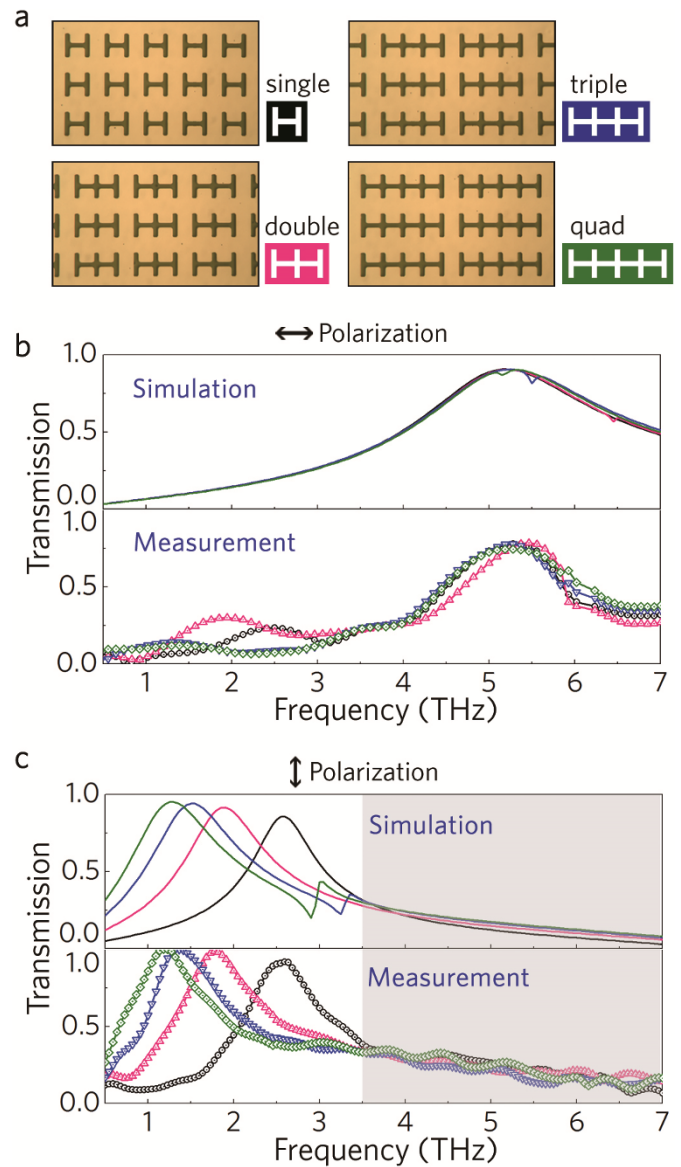 a
single
triple
double
quad
↔ Polarization
b
Simulation
1.0
0.5
0.0
Measurement
1.0
0.5
0.0
Transmission
1 2 3 4 5 6 7
Frequency (THz)
↕ Polarization
c
Simulation
1.0
0.5
0.0
Measurement
1.0
0.5
0.0
Transmission
1 2 3 4 5 6 7
Frequency (THz)